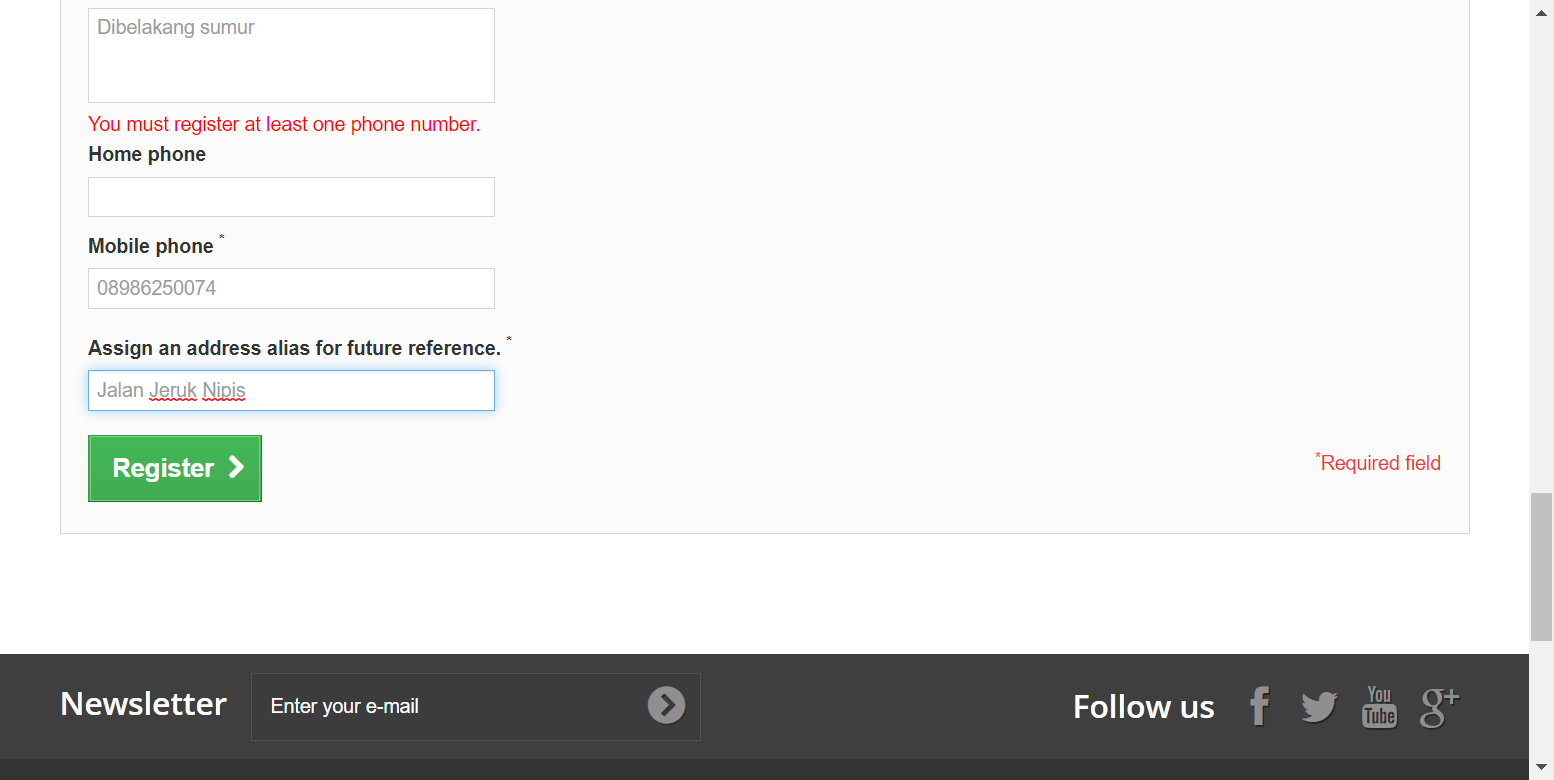 Dibelakang sumur
You must register at least one phone number.
Home phone
Mobile phone *
08986250074
Assign an address alias for future reference. *
Jalan Jeruk Nipis
Register
*Required field
Newsletter
Enter your e-mail
Follow us
f
You
Tube
g+